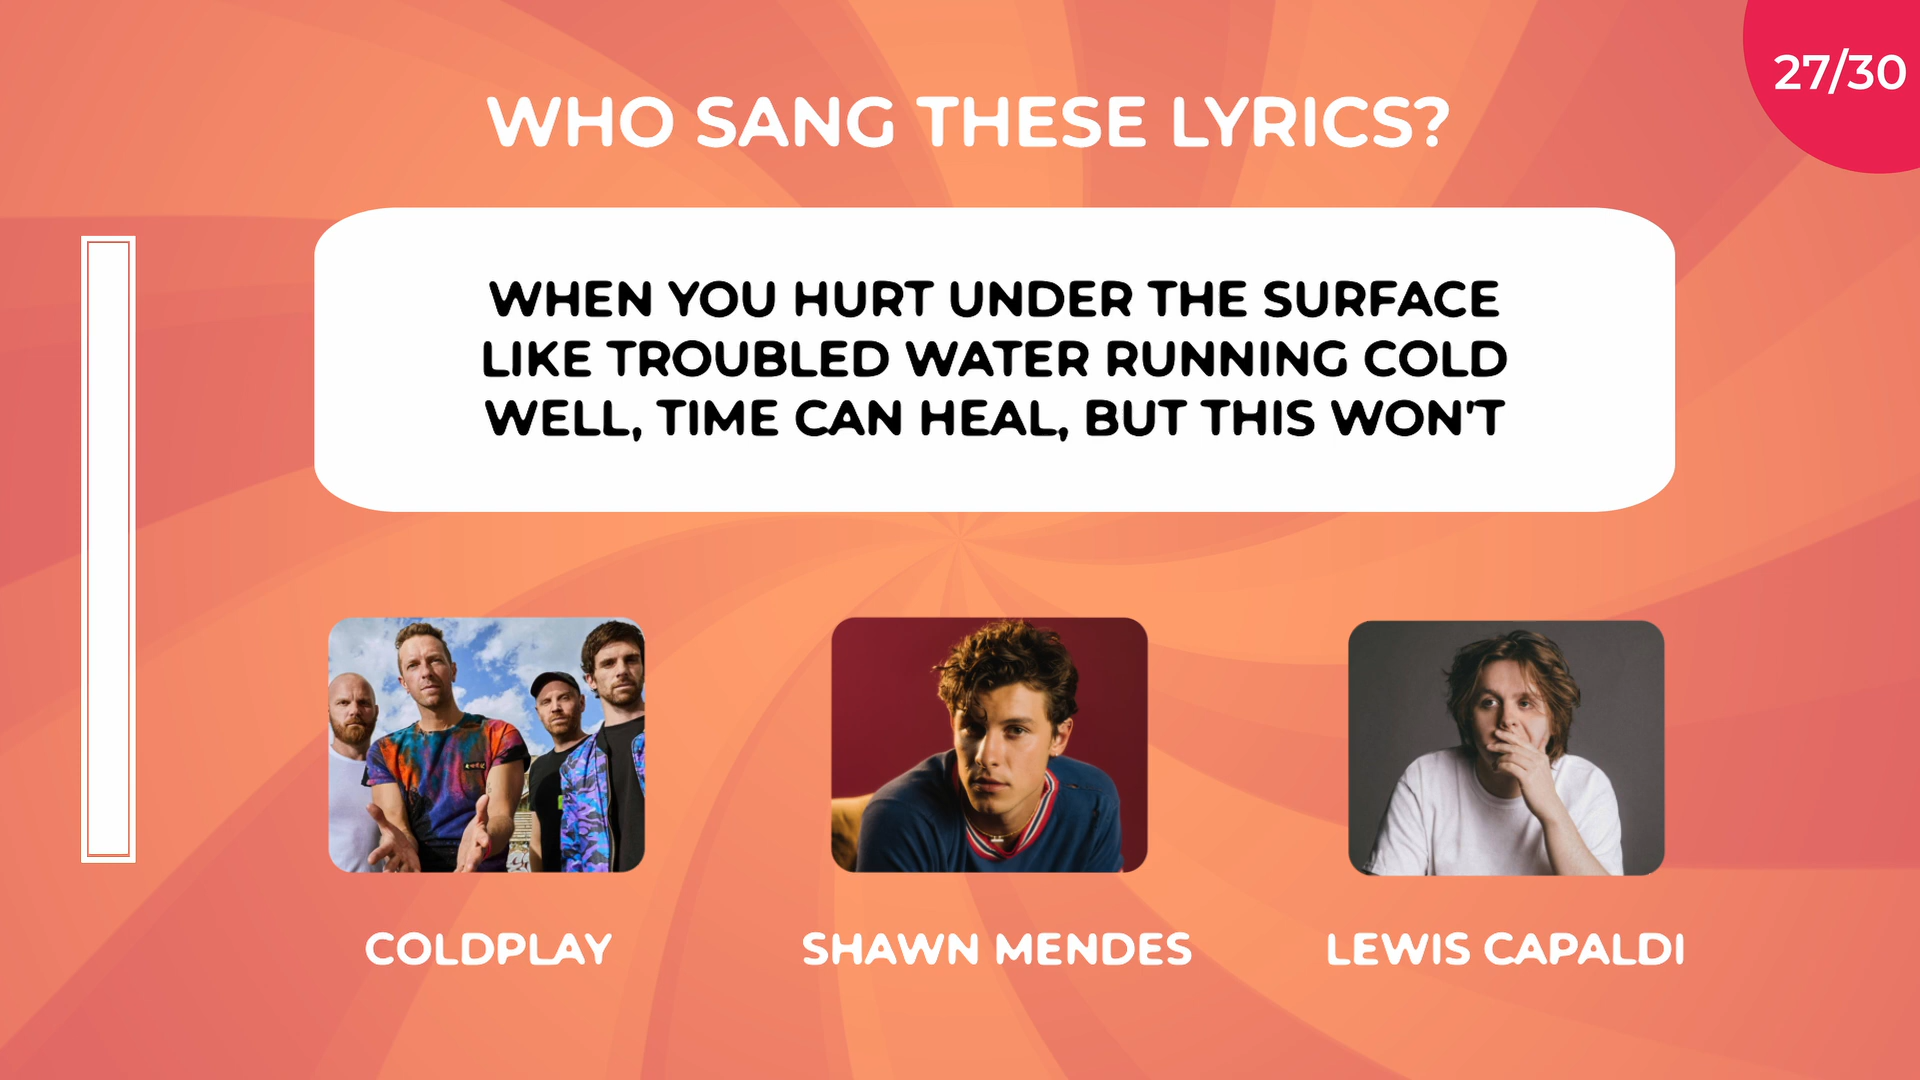 27/30
WHO SANG THESE LYRICS?
WHEN YOU HURT UNDER THE SURFACE
LIKE TROUBLED WATER RUNNING COLD
WELL, TIME CAN HEAL, BUT THIS WON'T
COLDPLAY
SHAWN MENDES
LEWIS CAPALDI